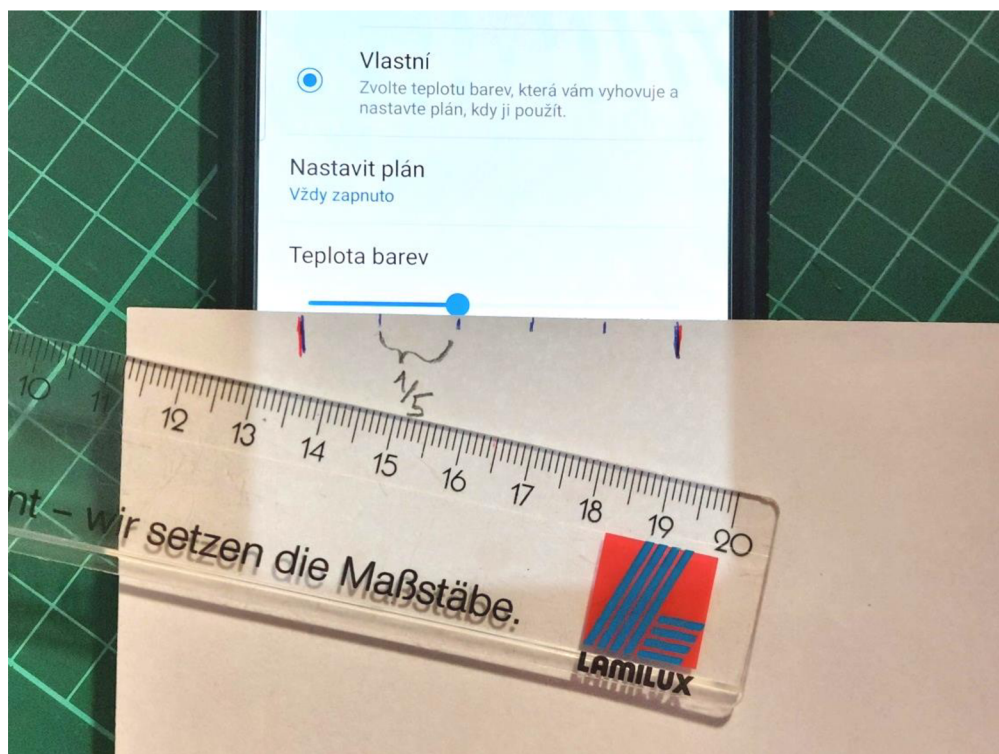 Vlastní
Zvolte teplotu barev, která vám vyhovuje a
nastavte plán, kdy ji použít.
Nastavit plán
Vždy zapnuto
Teplota barev
1/5
10 11 12 13 14 15 16 17 18 19 20
nt – wir setzen die Maßstäbe.
LAMILUX